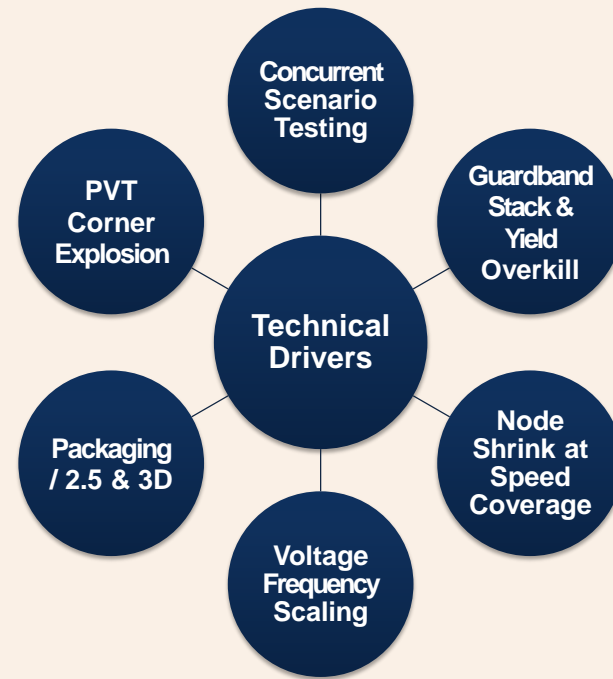 Concurrent
Scenario
Testing
PVT
Corner
Explosion
Guardband
Stack &
Yield
Overkill
Technical
Drivers
Packaging
/ 2.5 & 3D
Node
Shrink at
Speed
Coverage
Voltage
Frequency
Scaling